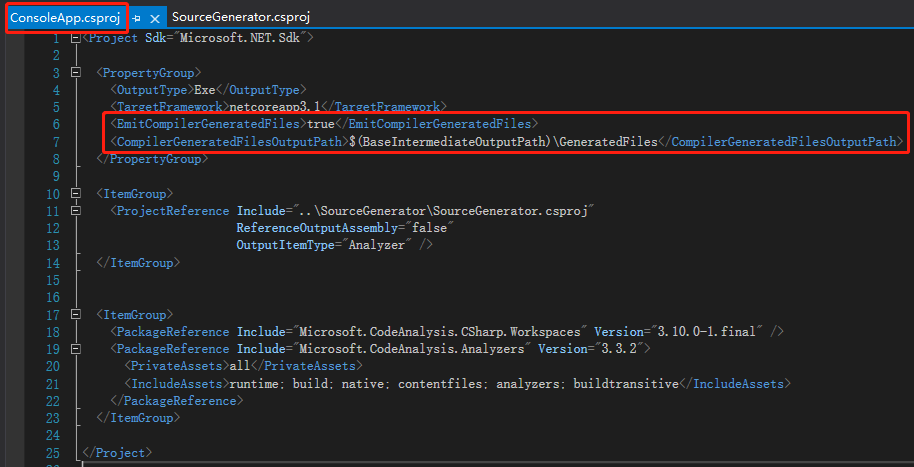 ConsoleApp.csproj SourceGenerator.csproj
1 <Project Sdk="Microsoft.NET.Sdk">
2
3 <PropertyGroup>
4 <OutputType>Exe</OutputType>
5 <TargetFramework>netcoreapp3.1</TargetFramework>
6 <EmitCompilerGeneratedFiles>true</EmitCompilerGeneratedFiles>
7 <CompilerGeneratedFilesOutputPath>$(BaseIntermediateOutputPath)\GeneratedFiles</CompilerGeneratedFilesOutputPath>
8 </PropertyGroup>
9
10 <ItemGroup>
11 <ProjectReference Include="..\SourceGenerator\SourceGenerator.csproj"
12 ReferenceOutputAssembly="false"
13 OutputItemType="Analyzer" />
14 </ItemGroup>
15
16
17 <ItemGroup>
18 <PackageReference Include="Microsoft.CodeAnalysis.CSharp.Workspaces" Version="3.10.0-1.final" />
19 <PackageReference Include="Microsoft.CodeAnalysis.Analyzers" Version="3.3.2">
20 <PrivateAssets>all</PrivateAssets>
21 <IncludeAssets>runtime; build; native; contentfiles; analyzers; buildtransitive</IncludeAssets>
22 </PackageReference>
23 </ItemGroup>
24
25 </Project>